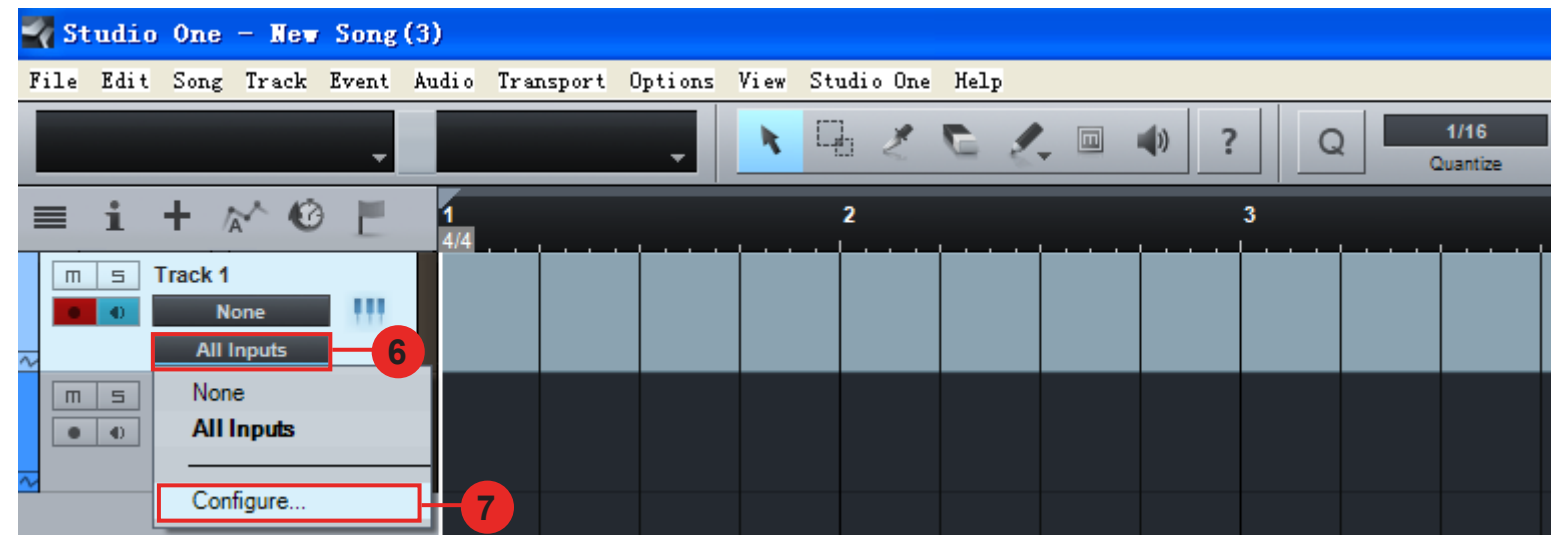 Studio One - New Song(3)
File Edit Song Track Event Audio Transport Options View Studio One Help
? Q 1/16
Quantize
i + A 1 2 3
4/4
m S Track 1
None
All Inputs 6
m S None
All Inputs
Configure... 7